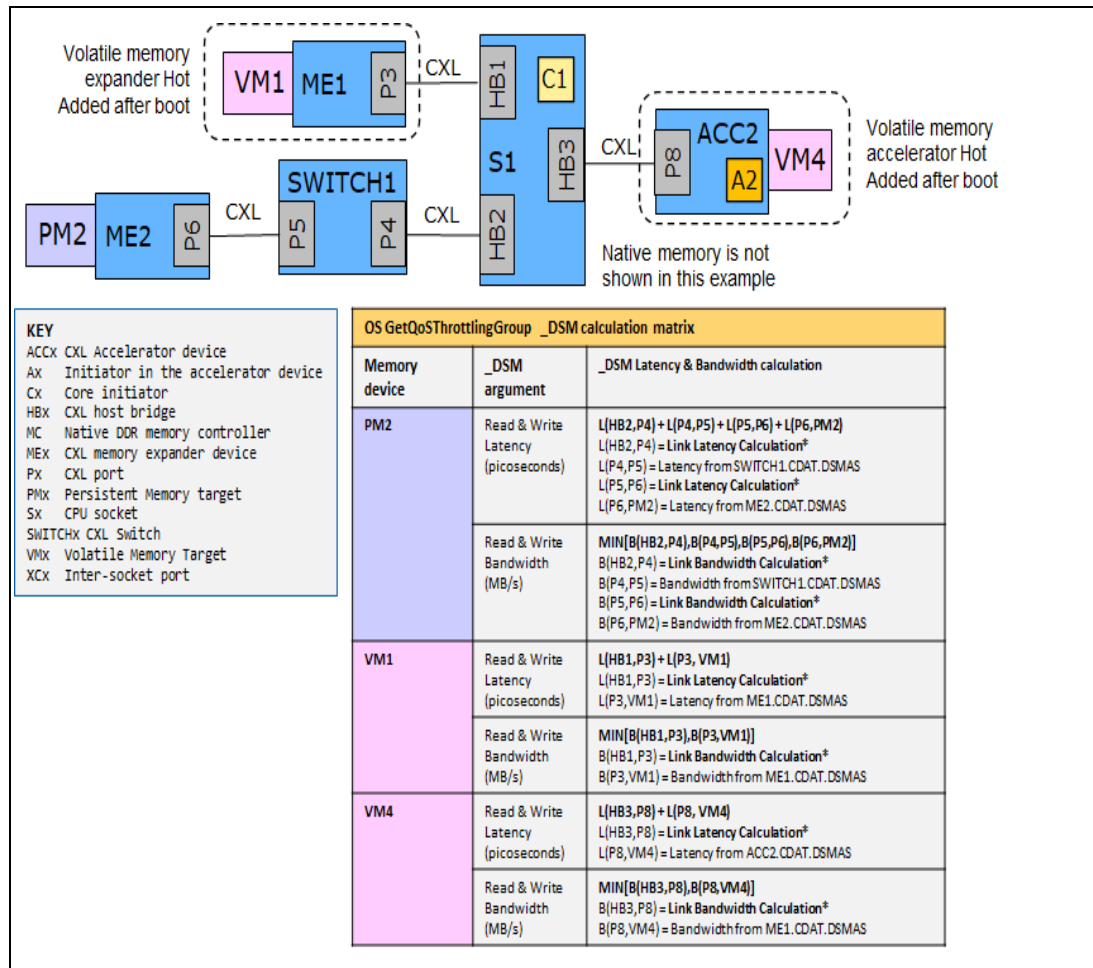 Volatile memory
expander Hot
Added after boot
VM1
ME1
P3
CXL
HB1
C1
S1
HB3
HB2
CXL
P8
ACC2
A2
VM4
Volatile memory
accelerator Hot
Added after boot
PM2
ME2
P6
CXL
SWITCH1
P5
P4
CXL
Native memory is not
shown in this example
KEY
ACCx CXL Accelerator device
Ax Initiator in the accelerator device
Cx Core initiator
HBx CXL host bridge
MC Native DDR memory controller
MEx CXL memory expander device
Px CXL port
PMx Persistent Memory target
Sx CPU socket
SWITCHx CXL Switch
VMx Volatile Memory Target
XCx Inter-socket port
OS GetQoSThrottlingGroup _DSM calculation matrix
Memory device
_DSM argument
_DSM Latency & Bandwidth calculation
PM2
Read & Write
Latency
(picoseconds)
L(HB2,P4) + L(P4,P5) + L(P5,P6) + L(P6,PM2)
L(HB2,P4) = Link Latency Calculation*
L(P4,P5) = Latency from SWITCH1.CDAT.DSMAS
L(P5,P6) = Link Latency Calculation*
L(P6,PM2) = Latency from ME2.CDAT.DSMAS
Read & Write
Bandwidth
(MB/s)
MIN[B(HB2,P4),B(P4,P5),B(P5,P6),B(P6,PM2)]
B(HB2,P4) = Link Bandwidth Calculation*
B(P4,P5) = Bandwidth from SWITCH1.CDAT.DSMAS
B(P5,P6) = Link Bandwidth Calculation*
B(P6,PM2) = Bandwidth from ME2.CDAT.DSMAS
VM1
Read & Write
Latency
(picoseconds)
L(HB1,P3) + L(P3, VM1)
L(HB1,P3) = Link Latency Calculation*
L(P3,VM1) = Latency from ME1.CDAT.DSMAS
Read & Write
Bandwidth
(MB/s)
MIN[B(HB1,P3),B(P3,VM1)]
B(HB1,P3) = Link Bandwidth Calculation*
B(P3,VM1) = Bandwidth from ME1.CDAT.DSMAS
VM4
Read & Write
Latency
(picoseconds)
L(HB3,P8) + L(P8, VM4)
L(HB3,P8) = Link Latency Calculation*
L(P8,VM4) = Latency from ACC2.CDAT.DSMAS
Read & Write
Bandwidth
(MB/s)
MIN[B(HB3,P8),B(P8,VM4)]
B(HB3,P8) = Link Bandwidth Calculation*
B(P8,VM4) = Bandwidth from ME1.CDAT.DSMAS